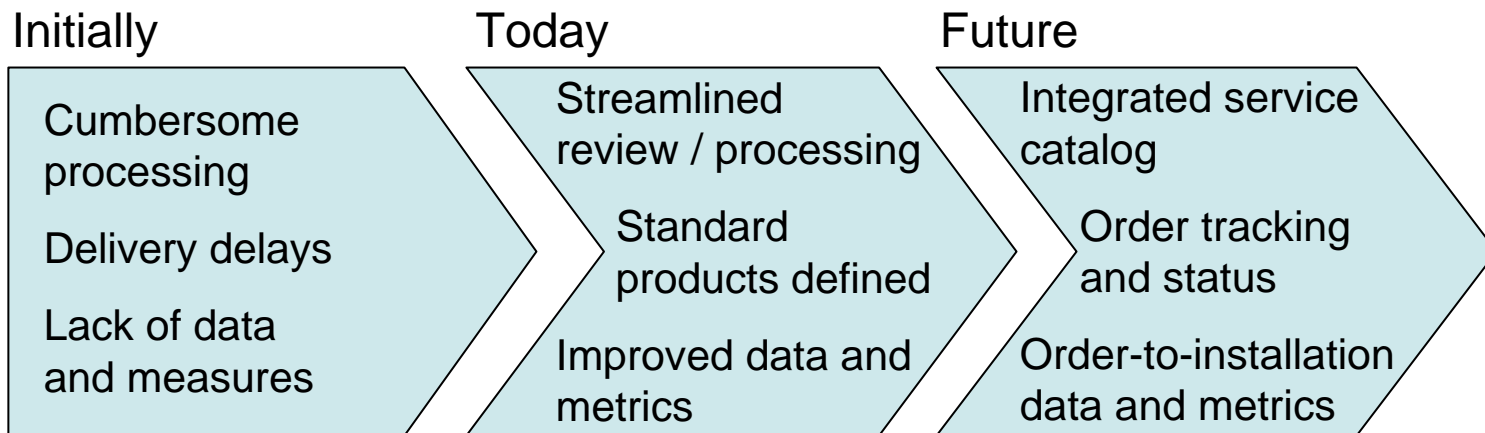 Initially
Cumbersome
processing
Delivery delays
Lack of data
and measures
Today
Streamlined
review / processing
Standard
products defined
Improved data and
metrics
Future
Integrated service
catalog
Order tracking
and status
Order-to-installation
data and metrics